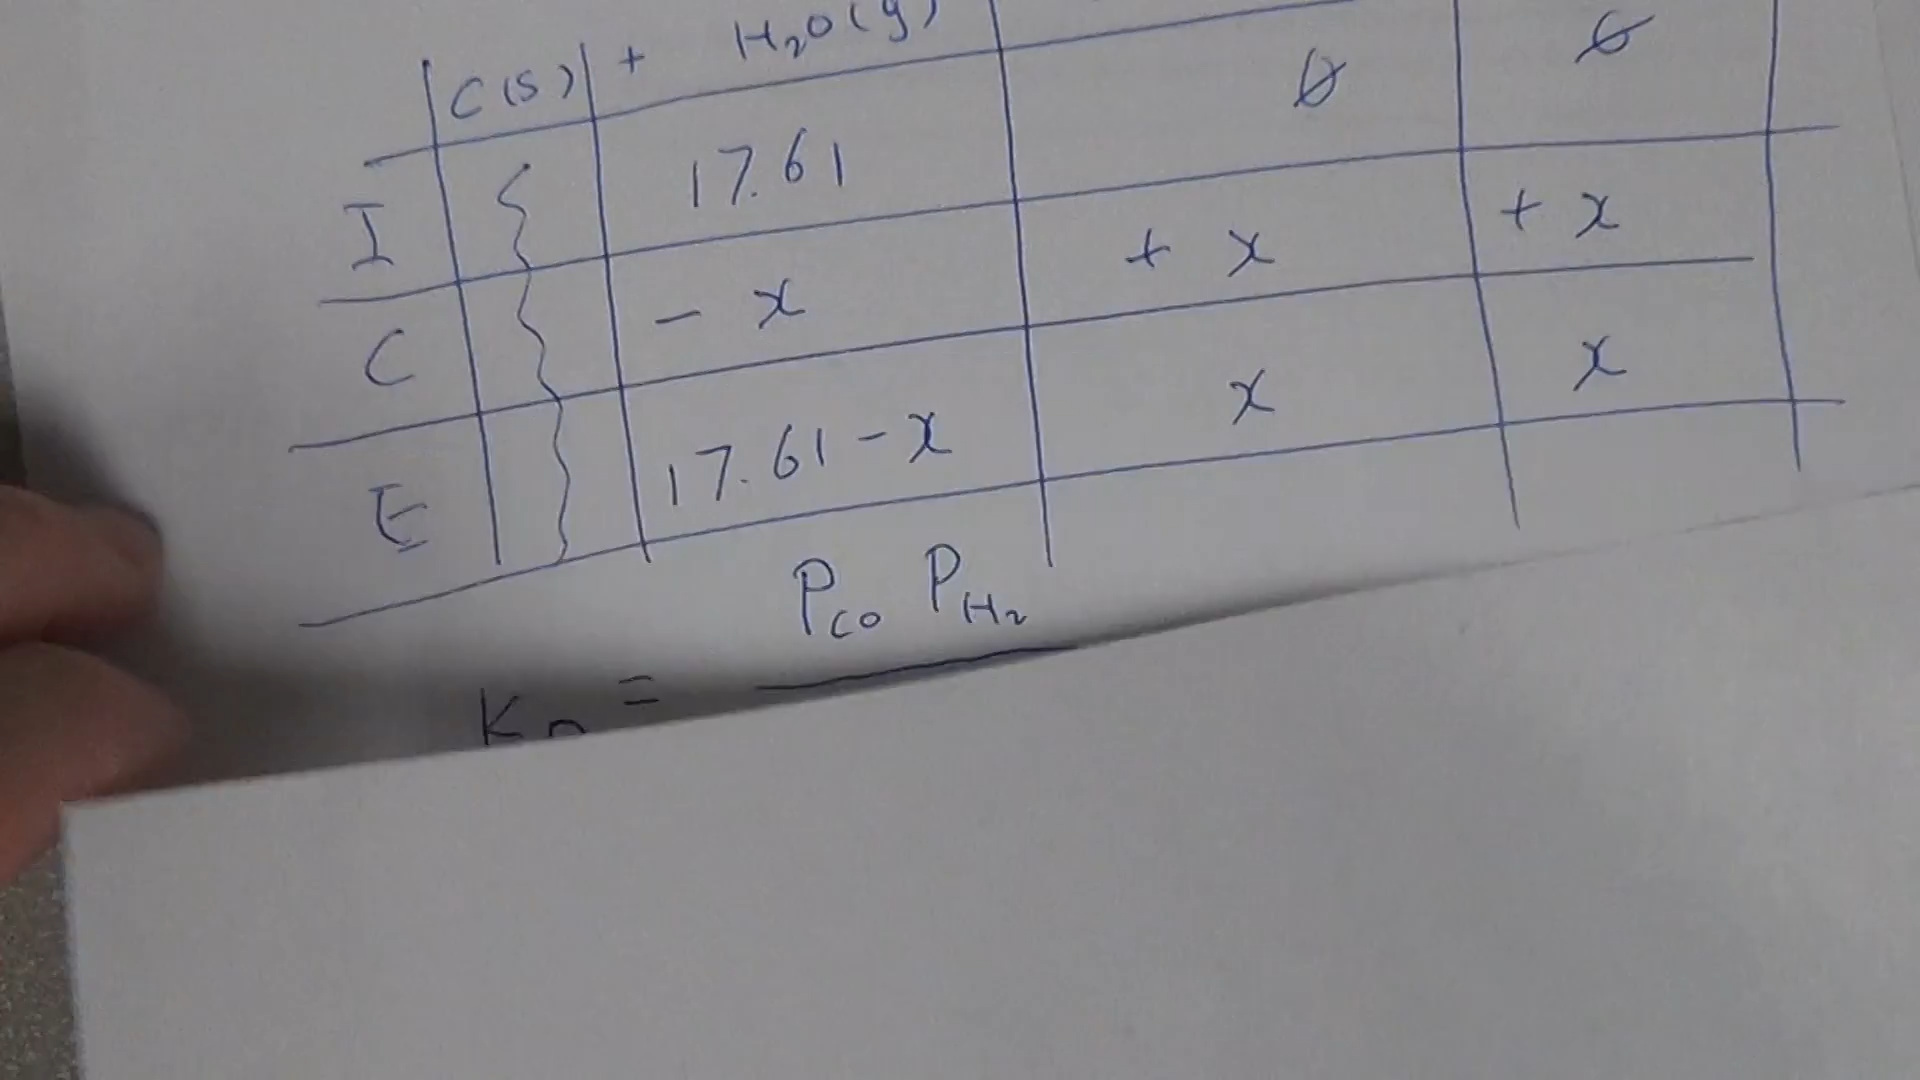 C(s) + H₂O(g)
I 17.61 0 0
C - x + x + x
E 17.61 - x x x
P_CO P_H₂
Kp =